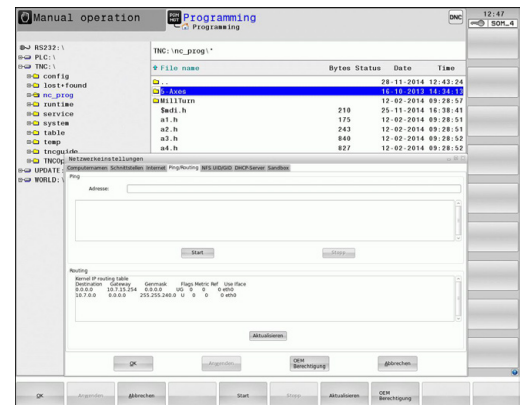 Manual operation
Programming
Programming
DNC
12:47
SOM_4
RS232:\
PLC:\
TNC:\
config
lost+found
nc_prog
runtime
service
system
table
temp
tncguide
TNCop
UPDATE:
WORLD:\
TNC:\nc_prog\*
File name Bytes Status Date Time
.. 28-11-2014 12:43:24
5-Axes 16-10-2013 14:34:13
MillTurn 12-02-2014 09:28:57
$mdi.h 210 25-11-2014 16:38:41
a1.h 175 12-02-2014 09:28:51
a2.h 243 12-02-2014 09:28:51
a3.h 840 12-02-2014 09:28:52
a4.h 827 12-02-2014 09:28:52
Netzwerkeinstellungen
Computernamen Schnittstellen Internet Ping/Routing NFS UID/GID DHCP-Server Sandbox
Ping
Adresse:
Start Stopp
Routing
Kernel IP routing table
Destination Gateway Genmask Flags Metric Ref Use Iface
0.0.0.0 10.7.15.254 0.0.0.0 UG 0 0 0 eth0
10.7.0.0 0.0.0.0 255.255.240.0 U 0 0 0 eth0
Aktualisieren
OK Anwenden OEM Berechtigung Abbrechen
OK Anwenden Abbrechen Start Stopp Aktualisieren OEM Berechtigung